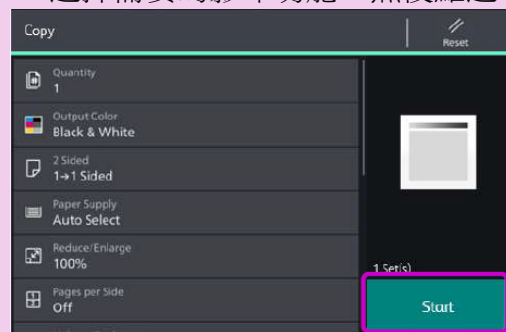 Copy
Reset
Quantity
1
Output Color
Black & White
2 Sided
1→1 Sided
Paper Supply
Auto Select
Reduce/Enlarge
100%
1 Set(s)
Pages per Side
Off
Start